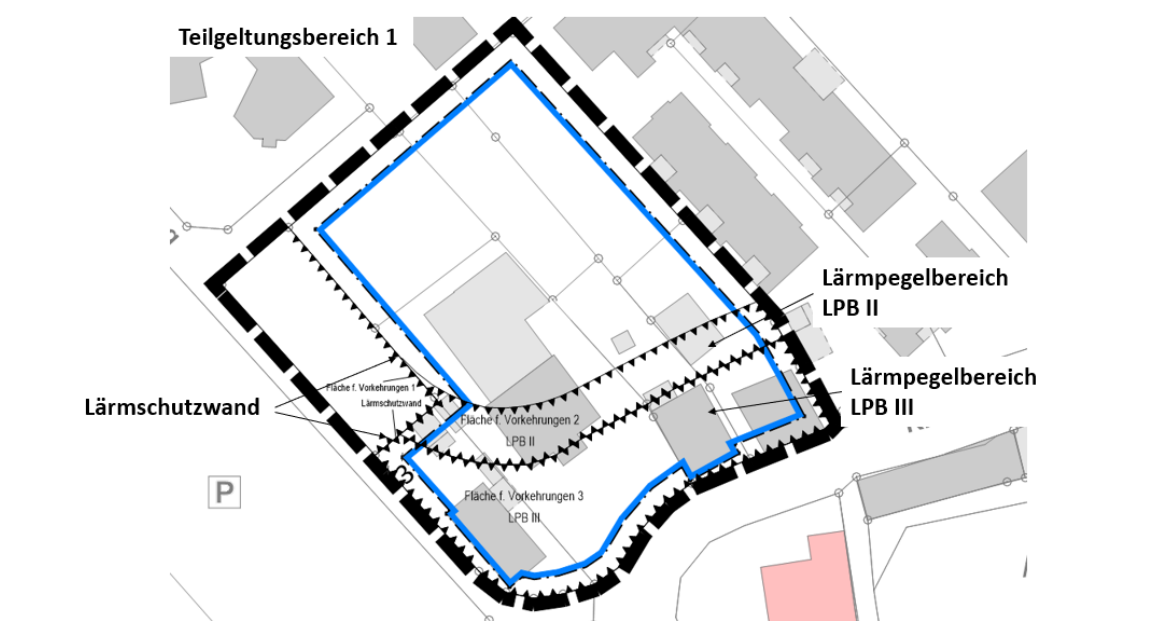 Teilgeltungsbereich 1
Lärmpegelbereich
LPB II
Lärmpegelbereich
LPB III
Fläche f. Vorkehrungen 1
Lärmschutzwand
Lärmschutzwand
Fläche f. Vorkehrungen 2
LPB II
3
P
Fläche f. Vorkehrungen 3
LPB III